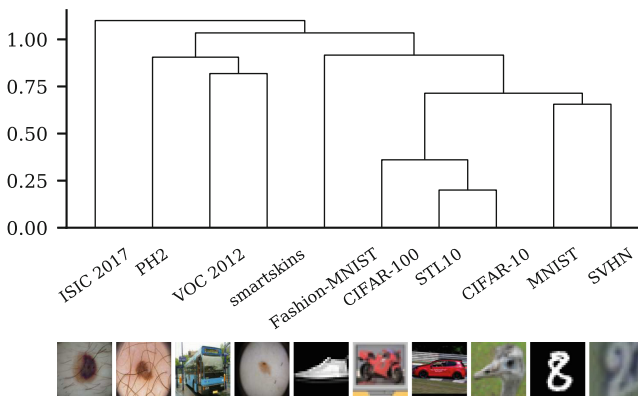 1.00
0.75
0.50
0.25
0.00
ISIC 2017
PH2
VOC 2012
smartskins
Fashion-MNIST
CIFAR-100
STL10
CIFAR-10
MNIST
SVHN
8